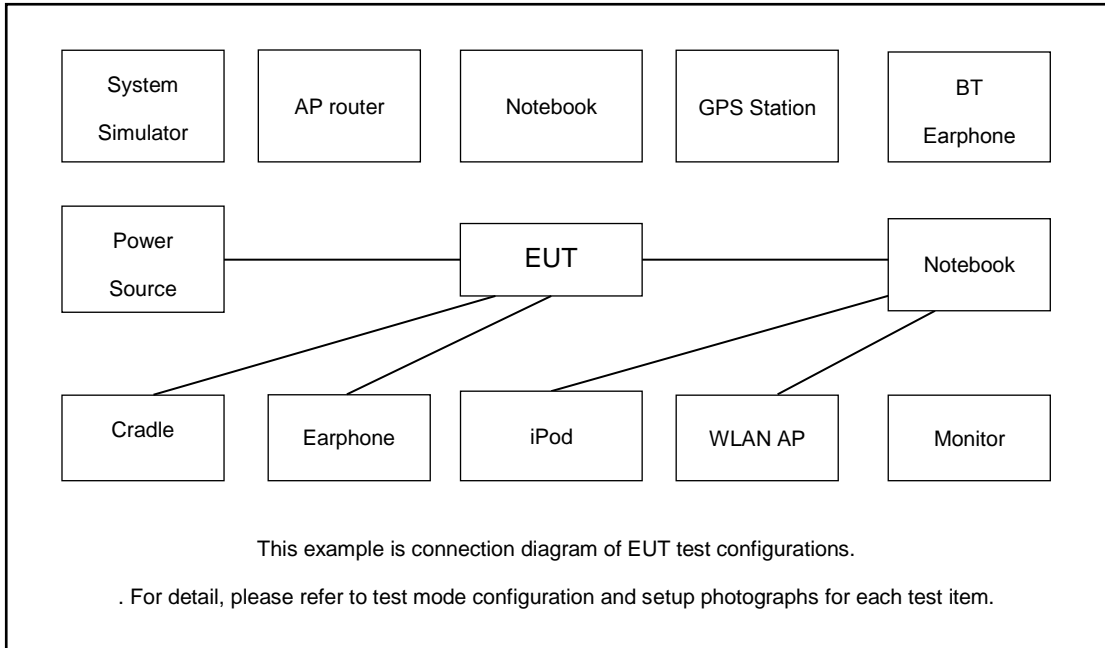 System
Simulator
AP router
Notebook
GPS Station
BT
Earphone
Power
Source
EUT
Notebook
Cradle
Earphone
iPod
WLAN AP
Monitor
This example is connection diagram of EUT test configurations.
. For detail, please refer to test mode configuration and setup photographs for each test item.